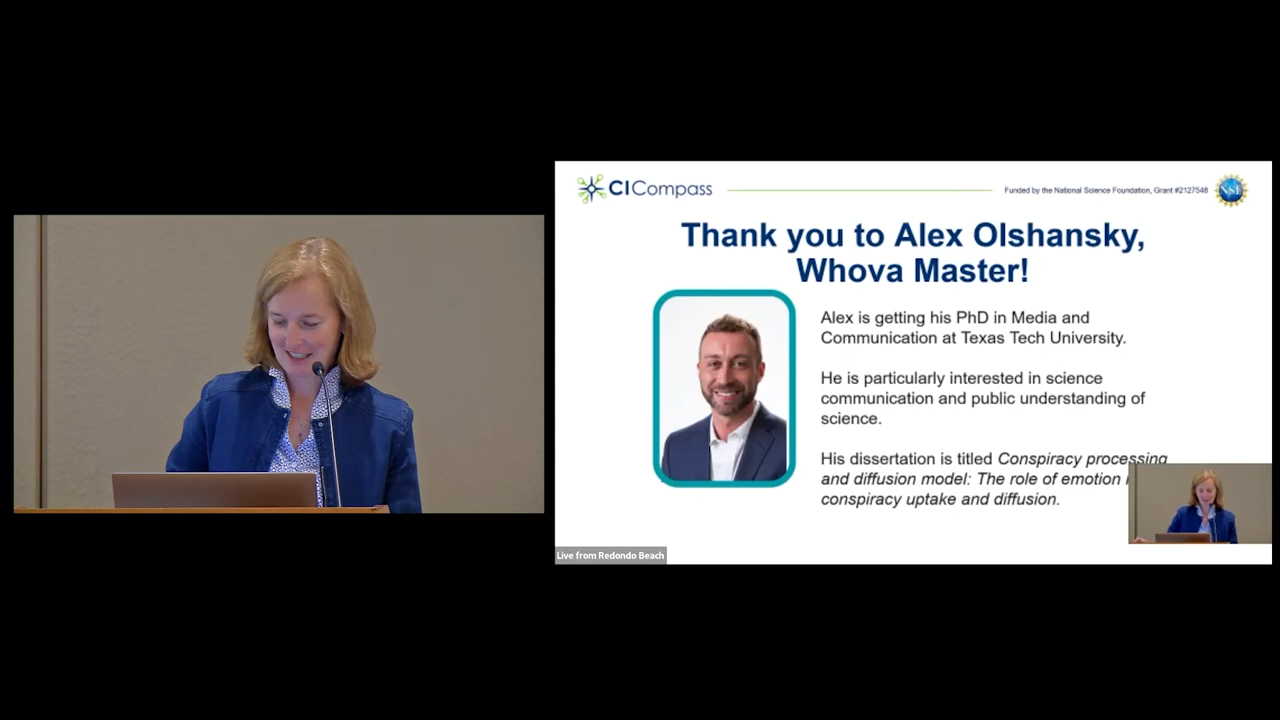 CICompass
Funded by the National Science Foundation, Grant #2127548
NSF
Thank you to Alex Olshansky,
Whova Master!
Alex is getting his PhD in Media and
Communication at Texas Tech University.
He is particularly interested in science
communication and public understanding of
science.
His dissertation is titled Conspiracy processing
and diffusion model: The role of emotion
conspiracy uptake and diffusion.
Live from Redondo Beach